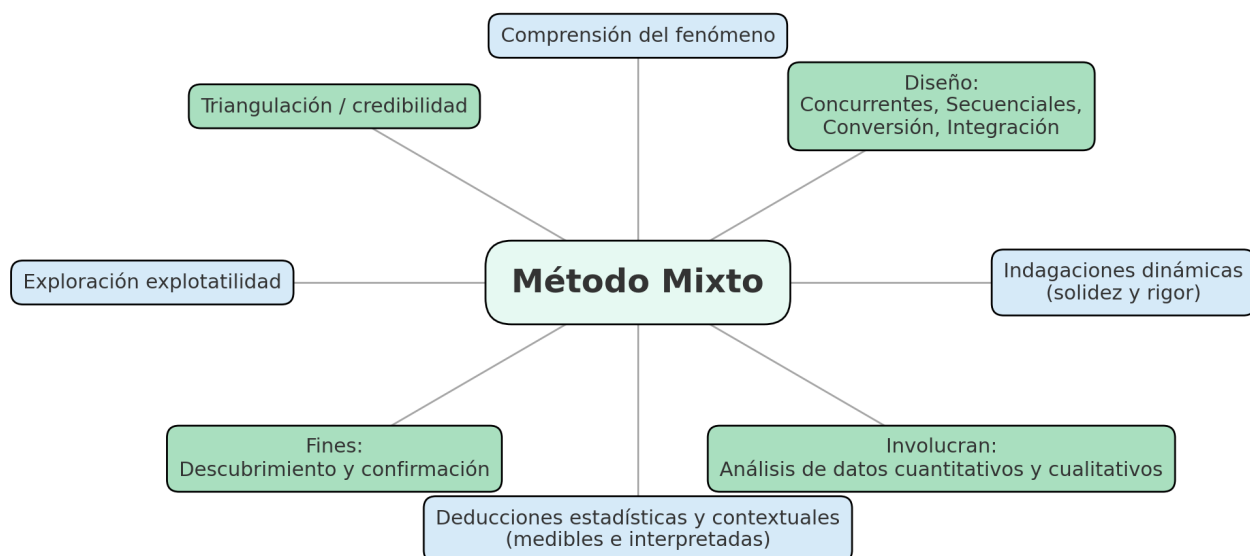 Comprensión del fenómeno
Triangulación / credibilidad
Diseño:
Concurrentes, Secuenciales,
Conversión, Integración
Exploración explotatilidad
Método Mixto
Indagaciones dinámicas
(solidez y rigor)
Fines:
Descubrimiento y confirmación
Involucran:
Análisis de datos cuantitativos y cualitativos
Deducciones estadísticas y contextuales
(medibles e interpretadas)